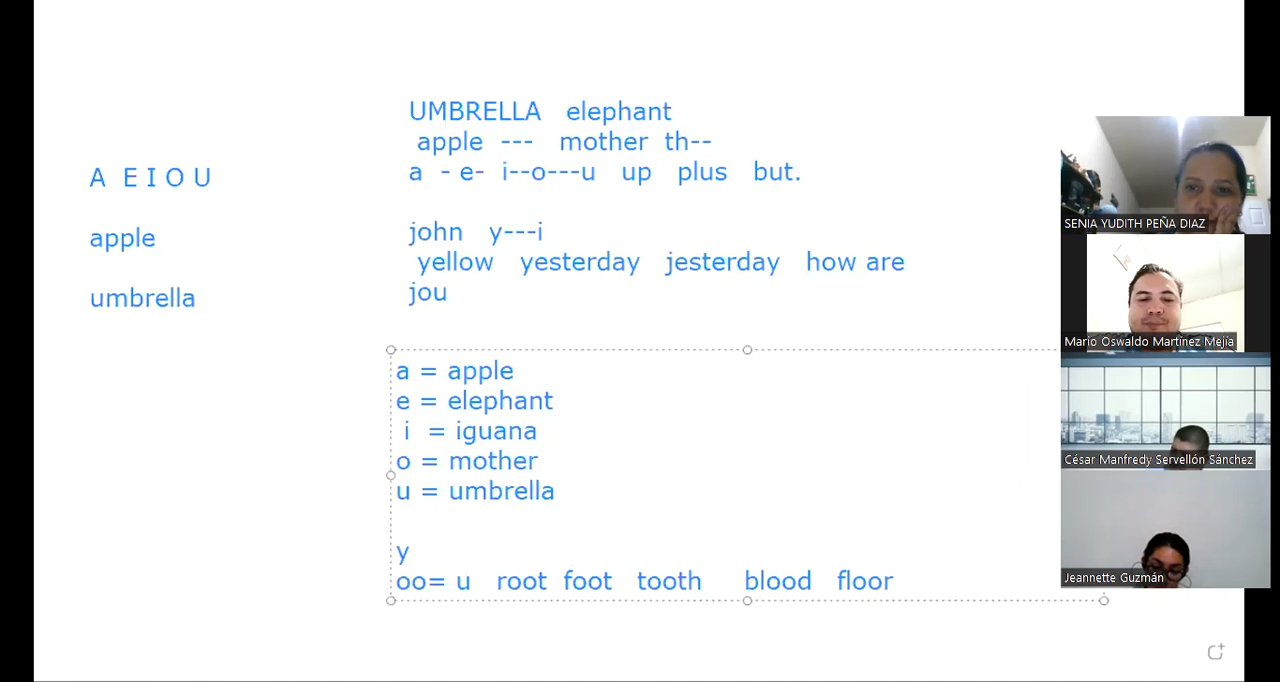 A E I O U
apple
umbrella
UMBRELLA elephant
apple --- mother th--
a - e- i--o---u up plus but.
john y---i
yellow yesterday jesterday how are
jou
a = apple
e = elephant
i = iguana
o = mother
u = umbrella
y
oo= u root foot tooth blood floor
SENIA YUDITH PEÑA DIAZ
Mario Oswaldo Martínez Mejía
César Manfredy Servellón Sánchez
Jeannette Guzmán